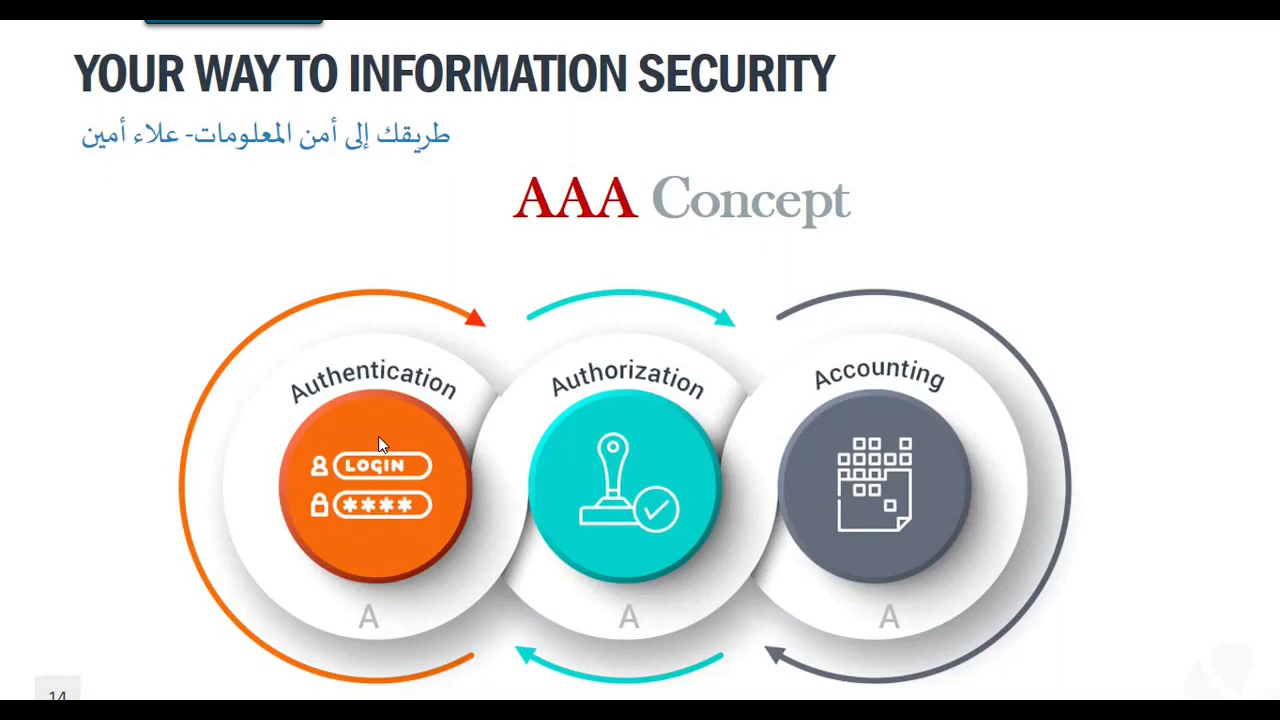 YOUR WAY TO INFORMATION SECURITY
طريقك إلى أمن المعلومات- علاء أمين
AAA Concept
Authentication
Authorization
Accounting
LOGIN
****
A
A
A
14